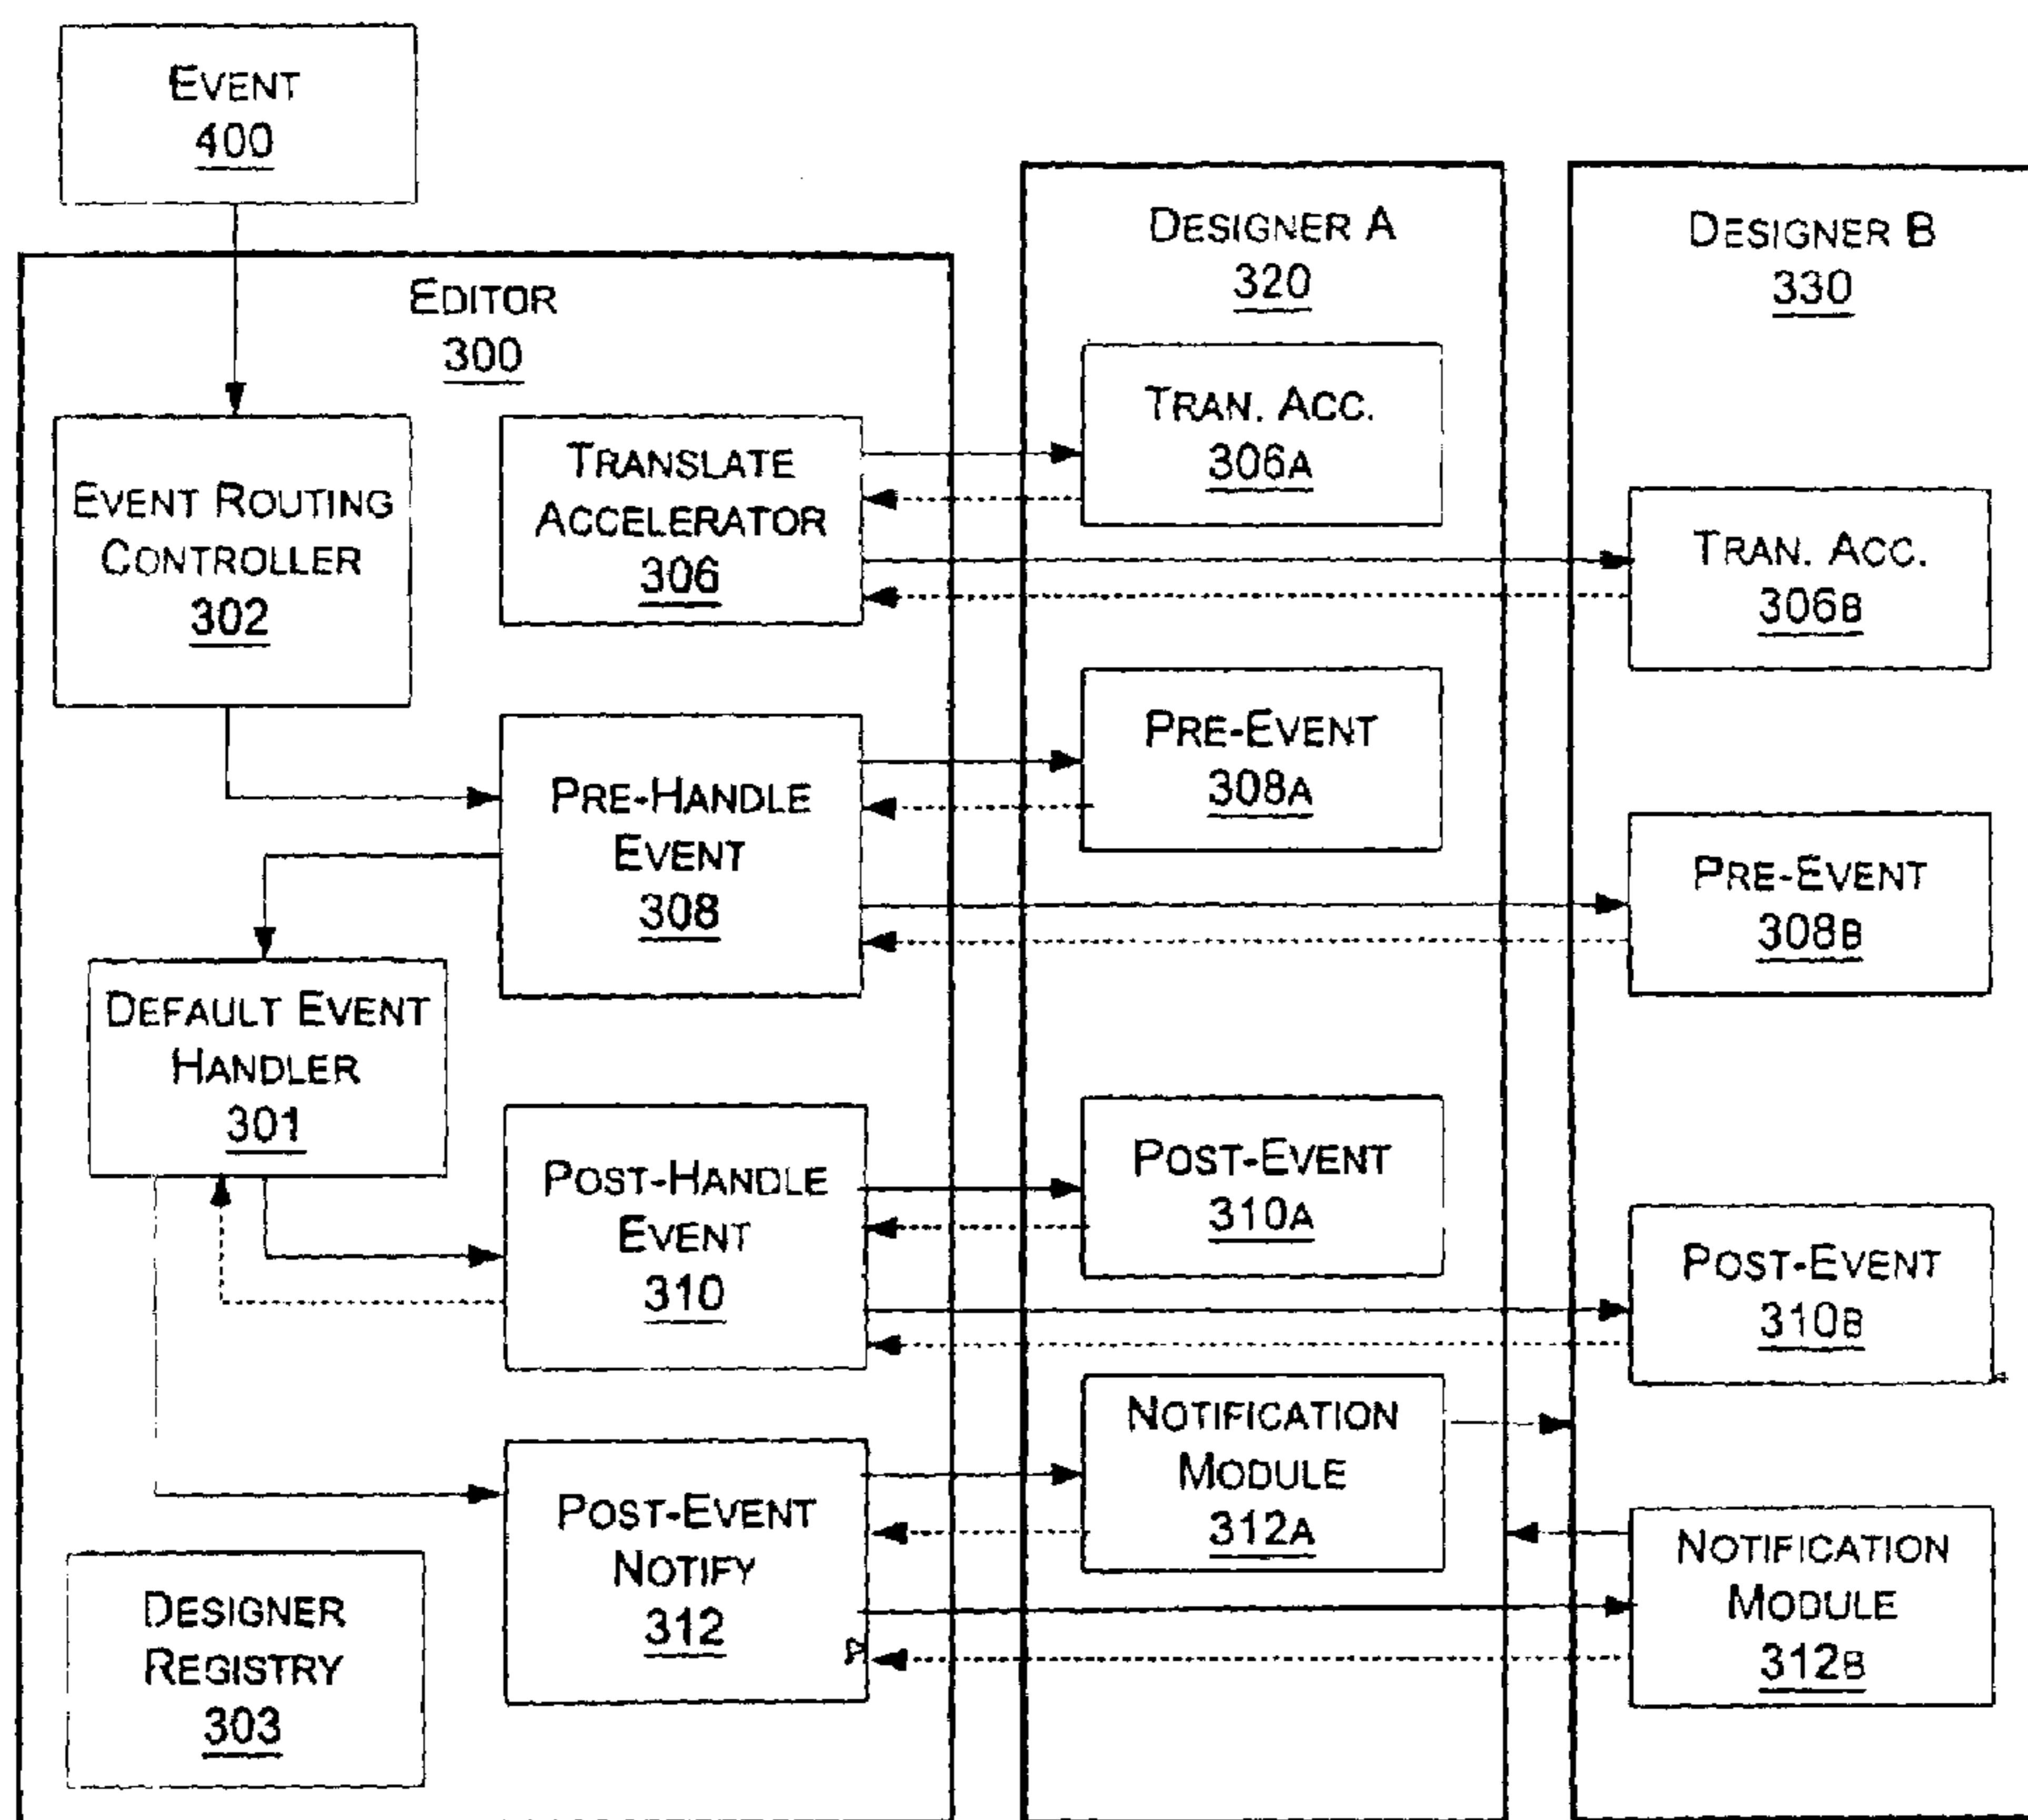 EVENT
400
EDITOR
300
EVENT ROUTING
CONTROLLER
302
TRANSLATE
ACCELERATOR
306
PRE-HANDLE
EVENT
308
DEFAULT EVENT
HANDLER
301
POST-HANDLE
EVENT
310
POST-EVENT
NOTIFY
312
DESIGNER
REGISTRY
303
DESIGNER A
320
TRAN. ACC.
306A
PRE-EVENT
308A
POST-EVENT
310A
NOTIFICATION
MODULE
312A
DESIGNER B
330
TRAN. ACC.
306B
PRE-EVENT
308B
POST-EVENT
310B
NOTIFICATION
MODULE
312B